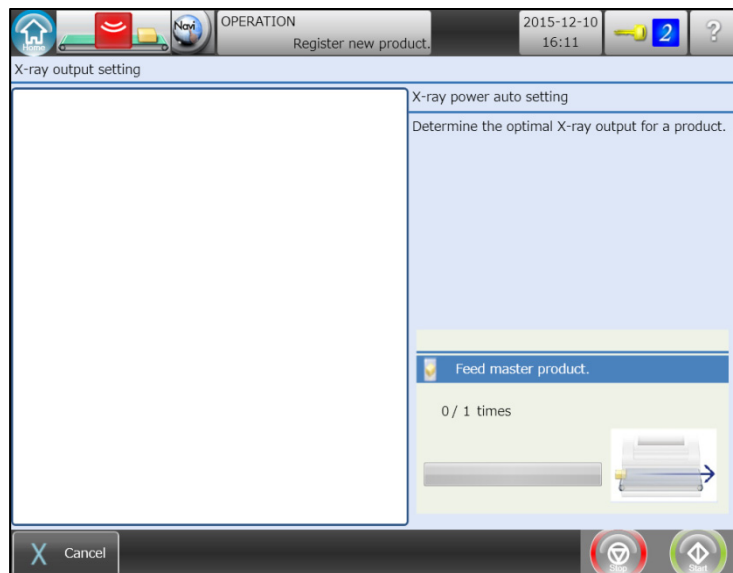 Home
Navi
OPERATION
Register new product.
2015-12-10
16:11
2
?
X-ray output setting
X-ray power auto setting
Determine the optimal X-ray output for a product.
Feed master product.
0 / 1 times
X Cancel
Stop
Start